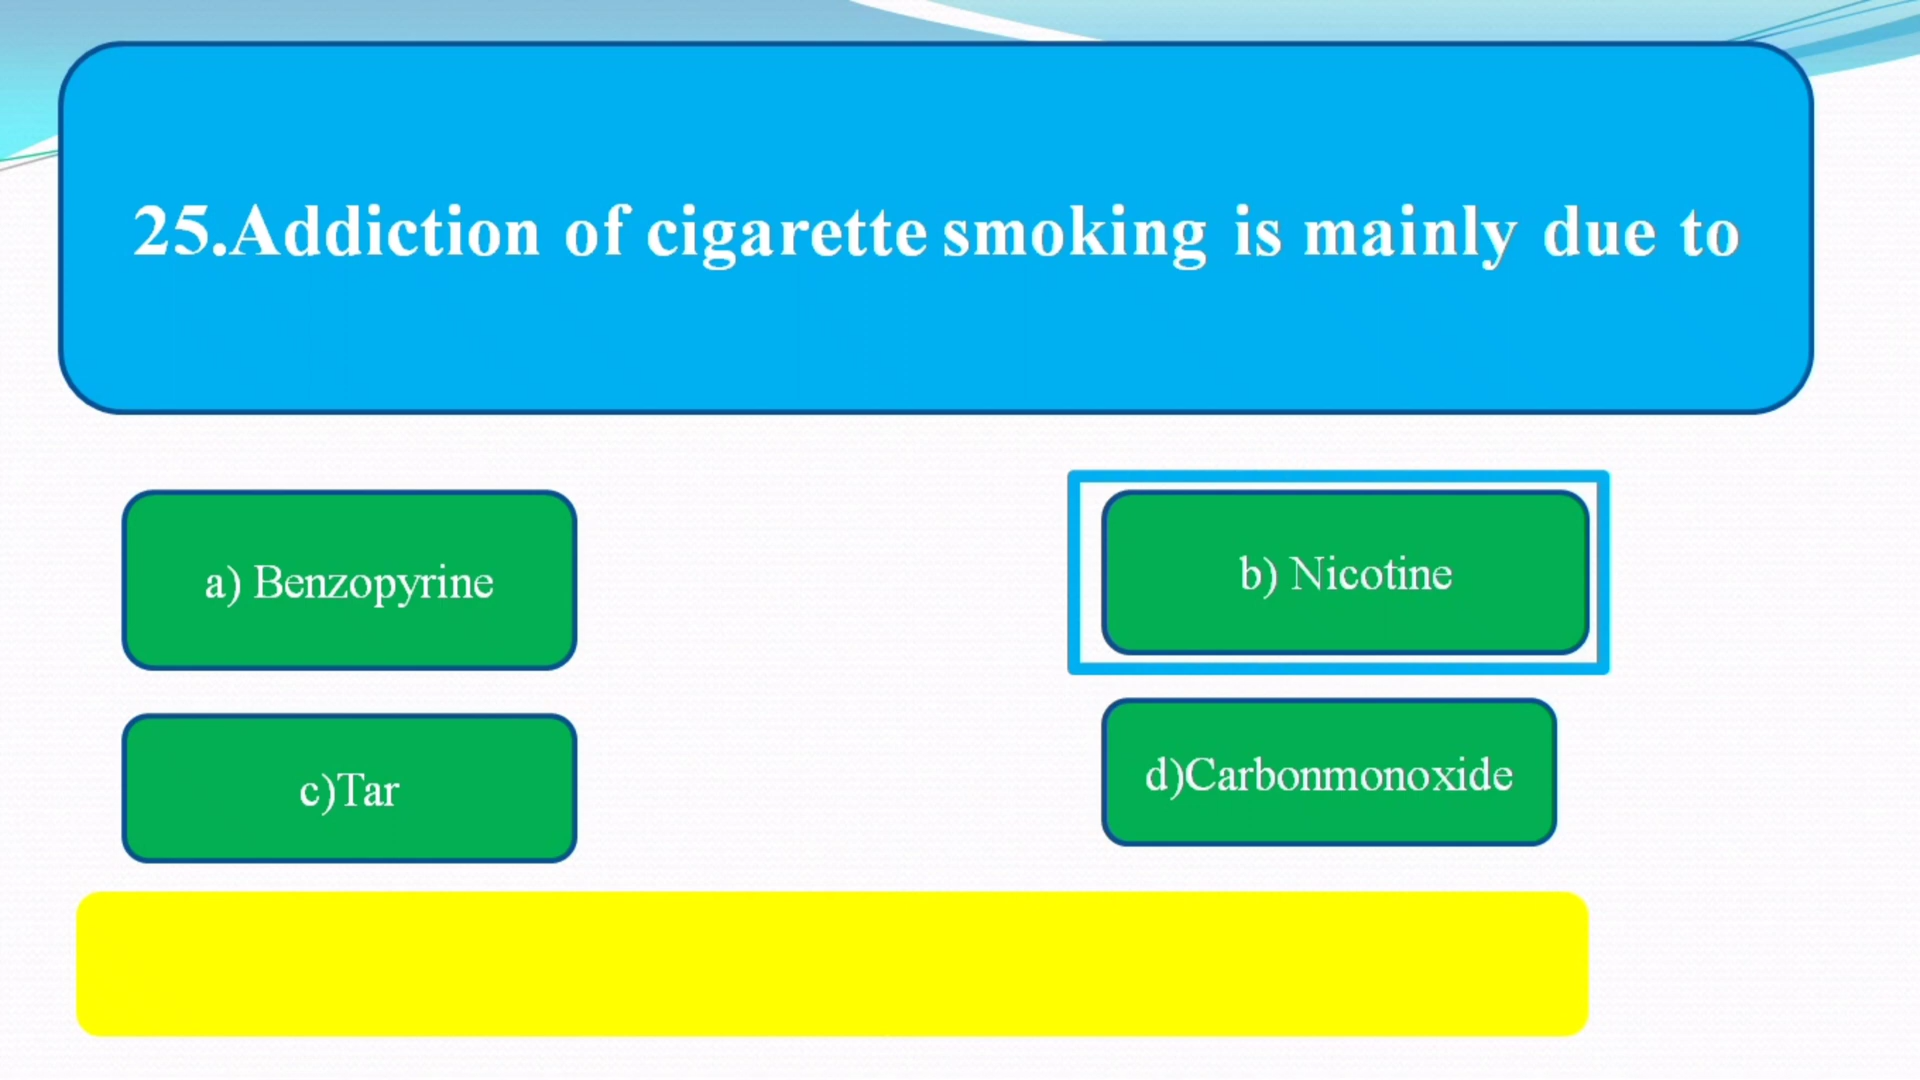 25.Addiction of cigarette smoking is mainly due to
a) Benzopyrine
b) Nicotine
c)Tar
d)Carbonmonoxide